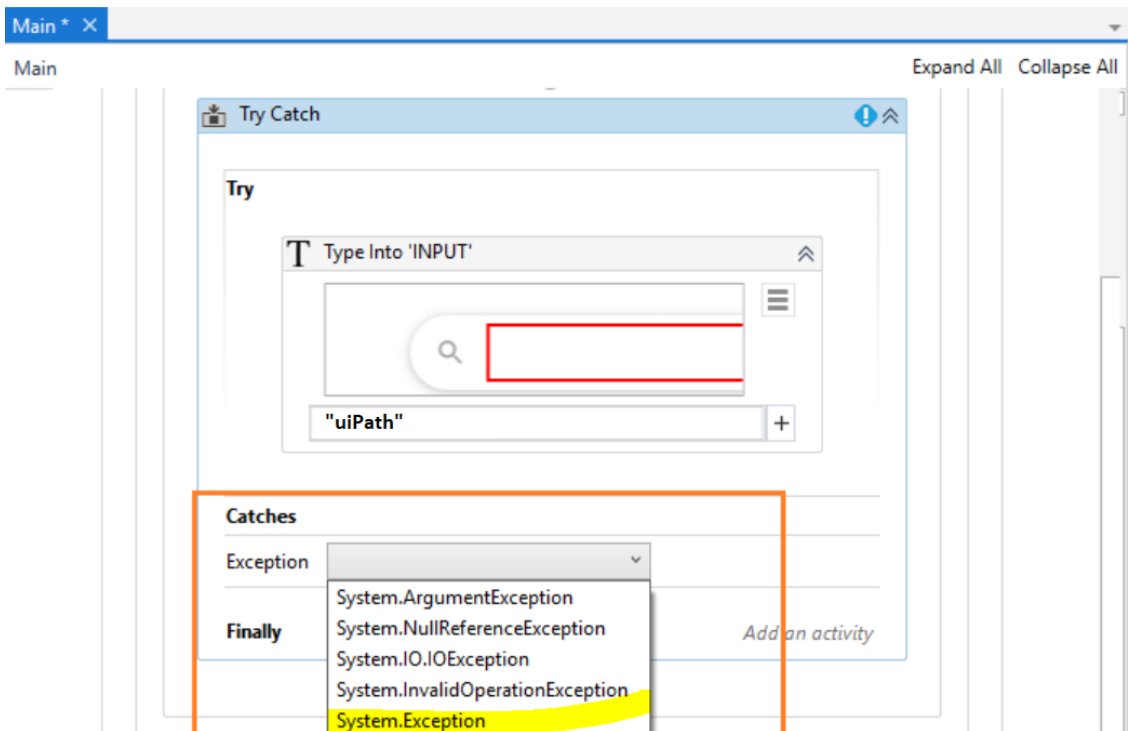 Main *
Main
Expand All Collapse All
Try Catch
Try
T Type Into 'INPUT'
"uiPath"
+
Catches
Exception
System.ArgumentException
System.NullReferenceException
Finally
Add an activity
System.IO.IOException
System.InvalidOperationException
System.Exception